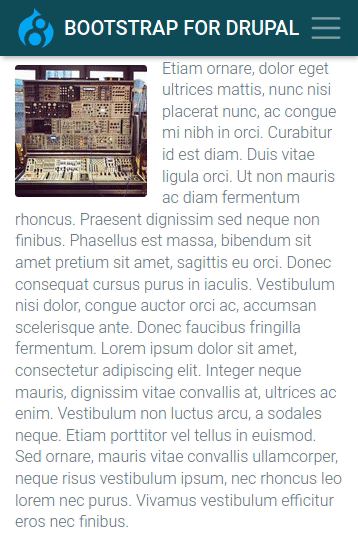 BOOTSTRAP FOR DRUPAL
Etiam ornare, dolor eget
ultrices mattis, nunc nisi
placerat nunc, ac congue
mi nibh in orci. Curabitur
id est diam. Duis vitae
ligula orci. Ut non mauris
ac diam fermentum
rhoncus. Praesent dignissim sed neque non
finibus. Phasellus est massa, bibendum sit
amet pretium sit amet, sagittis eu orci. Donec
consequat cursus purus in iaculis. Vestibulum
nisi dolor, congue auctor orci ac, accumsan
scelerisque ante. Donec faucibus fringilla
fermentum. Lorem ipsum dolor sit amet,
consectetur adipiscing elit. Integer neque
mauris, dignissim vitae convallis at, ultrices ac
enim. Vestibulum non luctus arcu, a sodales
neque. Etiam porttitor vel tellus in euismod.
Sed ornare, mauris vitae convallis ullamcorper,
neque risus vestibulum ipsum, nec rhoncus leo
lorem nec purus. Vivamus vestibulum efficitur
eros nec finibus.